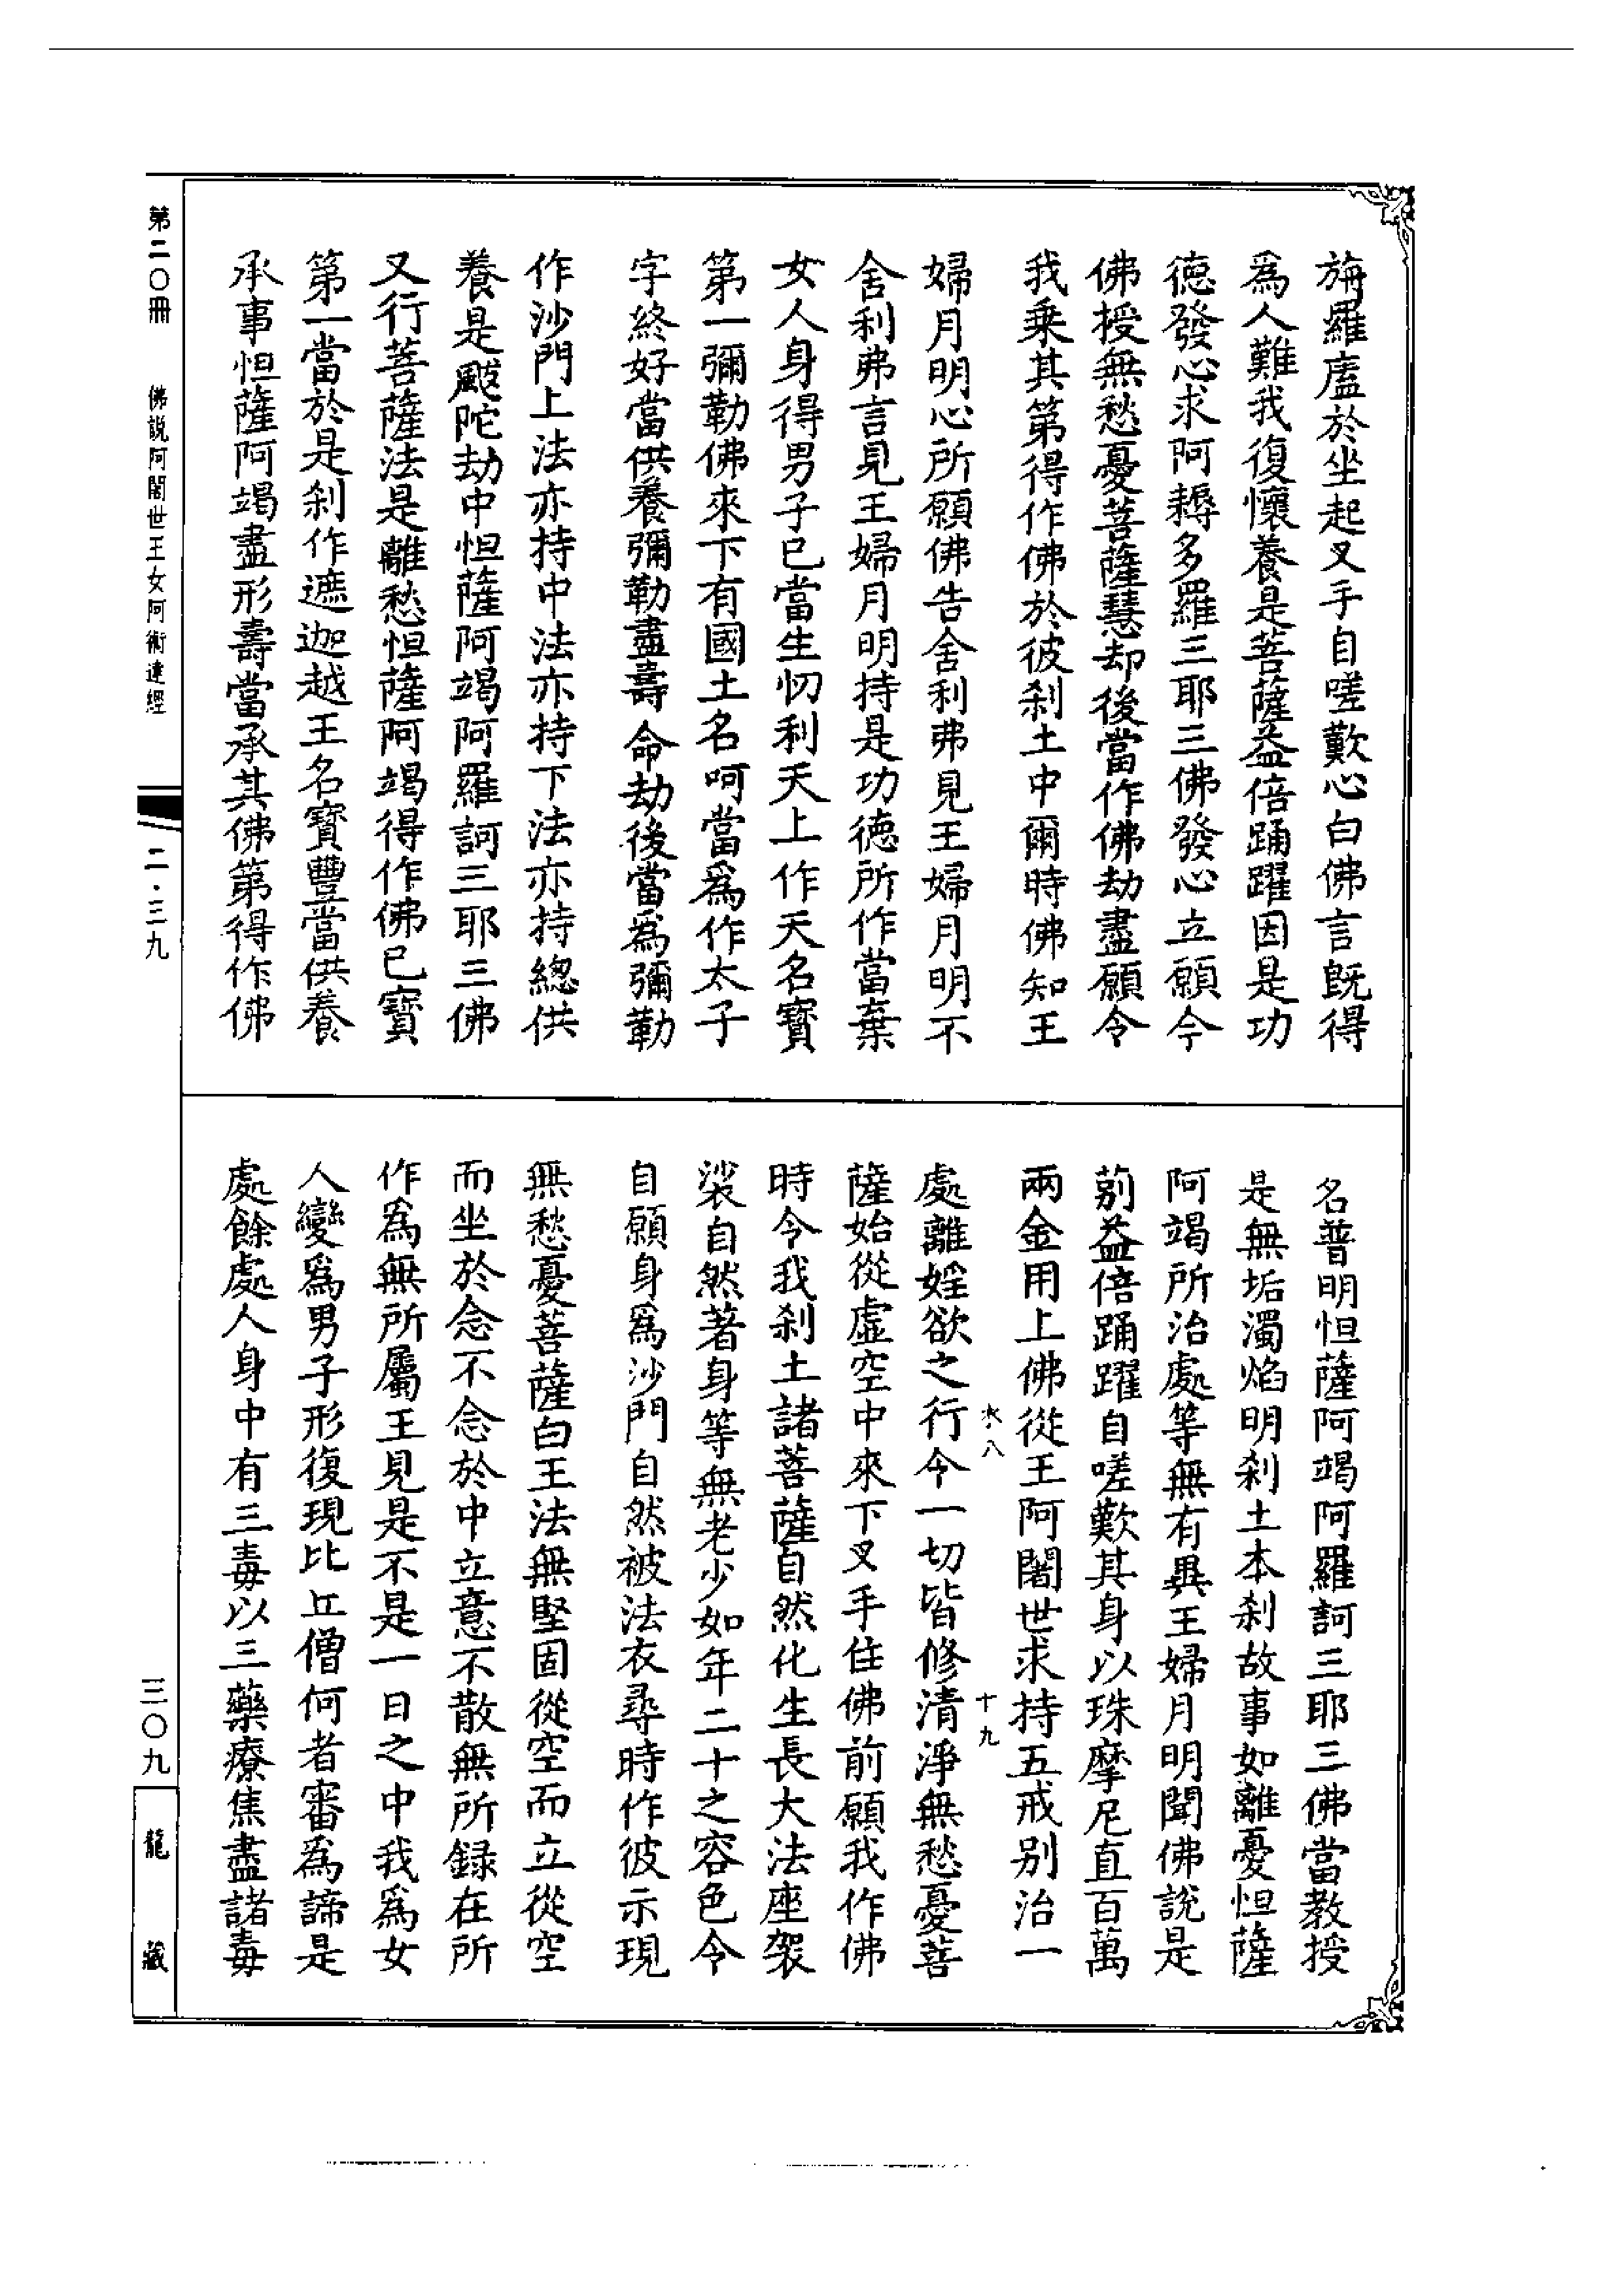 旃羅廅於坐起叉手自嗟歎心白佛言旣得
爲人難我復懷養是菩薩益倍踊躍因是功
德發心求阿耨多羅三耶三佛發心立願今
佛授無愁憂菩薩慧却後當作佛劫盡願令
我乘其第得作佛於彼刹土中爾時佛知王
婦月明心所願佛告舍利弗見王婦月明不
舍利弗言見王婦月明持是功德所作當棄
女人身得男子已當生忉利天上作天名寶
第一彌勒佛來下有國土名呵當爲作太子
字終好當供養彌勒盡壽命劫後當爲彌勒
作沙門上法亦持中法亦持下法亦持總供
養是颰陀劫中怛薩阿竭阿羅訶三耶三佛
又行菩薩法是離愁怛薩阿竭得作佛已寶
第一當於是刹作遮迦越王名寶豐當供養
承事怛薩阿竭盡形壽當承其佛第得作佛
名普明怛薩阿竭阿羅訶三耶三佛當教授
是無垢濁焰明刹土本刹故事如離憂怛薩
阿竭所治處等無有異王婦月明聞佛說是
莂益倍踊躍自嗟歎其身以珠摩尼直百萬
兩金用上佛從王阿闍世求持五戒别治一
處離婬欲之行今一切皆修清淨無愁憂菩
薩始從虛空中來下叉手住佛前願我作佛
時令我刹土諸菩薩自然化生長大法座袈
裟自然著身等無老少如年二十之容色令
自願身爲沙門自然被法衣尋時作彼示現
無愁憂菩薩白王法無堅固從空而立從空
而坐於念不念於中立意不散無所録在所
作爲無所屬王見是不是一日之中我爲女
人變爲男子形復現比丘僧何者審爲諦是
處餘處人身中有三毒以三藥療焦盡諸毒
水八
十九
第二〇冊　佛說阿闍世王女阿術達經
二·三九
三〇九
龍藏